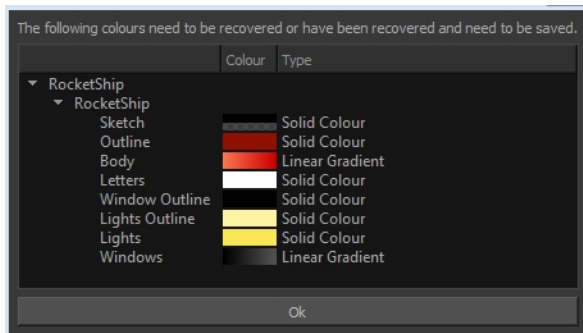 The following colours need to be recovered or have been recovered and need to be saved.
Colour Type
RocketShip
RocketShip
Sketch Solid Colour
Outline Solid Colour
Body Linear Gradient
Letters Solid Colour
Window Outline Solid Colour
Lights Outline Solid Colour
Lights Solid Colour
Windows Linear Gradient
Ok